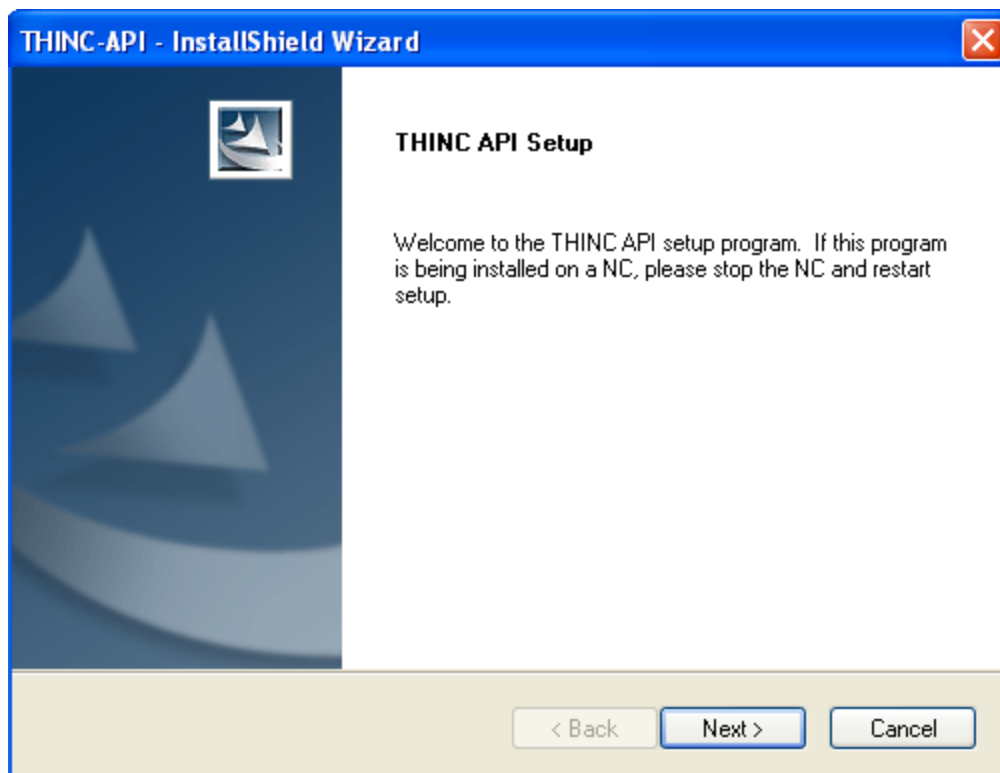 THINC-API - InstallShield Wizard
THINC API Setup
Welcome to the THINC API setup program.  If this program
is being installed on a NC, please stop the NC and restart
setup.
< Back
Next >
Cancel